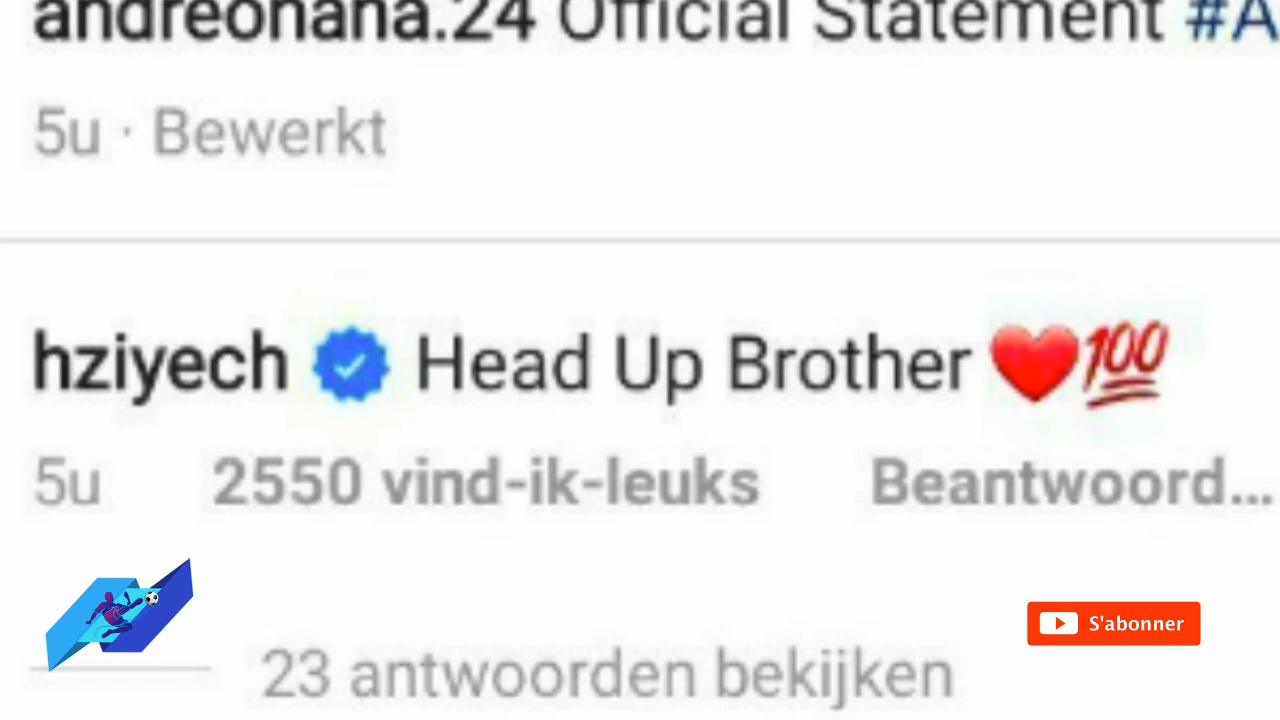 andreonana.24 Official Statement #A
5u · Bewerkt
hziyech Head Up Brother ❤️💯
5u 2550 vind-ik-leuks Beantwoord...
S'abonner
23 antwoorden bekijken